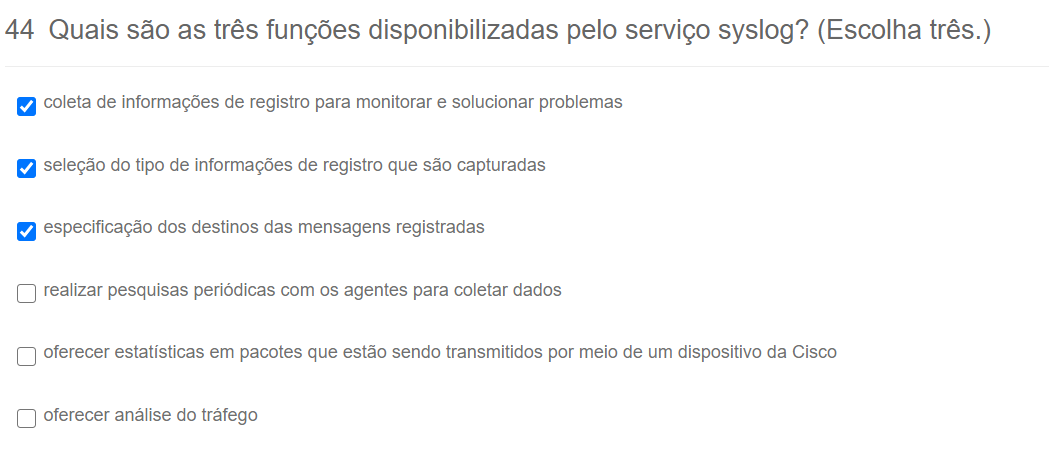 44 Quais são as três funções disponibilizadas pelo serviço syslog? (Escolha três.)
coleta de informações de registro para monitorar e solucionar problemas
seleção do tipo de informações de registro que são capturadas
especificação dos destinos das mensagens registradas
realizar pesquisas periódicas com os agentes para coletar dados
oferecer estatísticas em pacotes que estão sendo transmitidos por meio de um dispositivo da Cisco
oferecer análise do tráfego